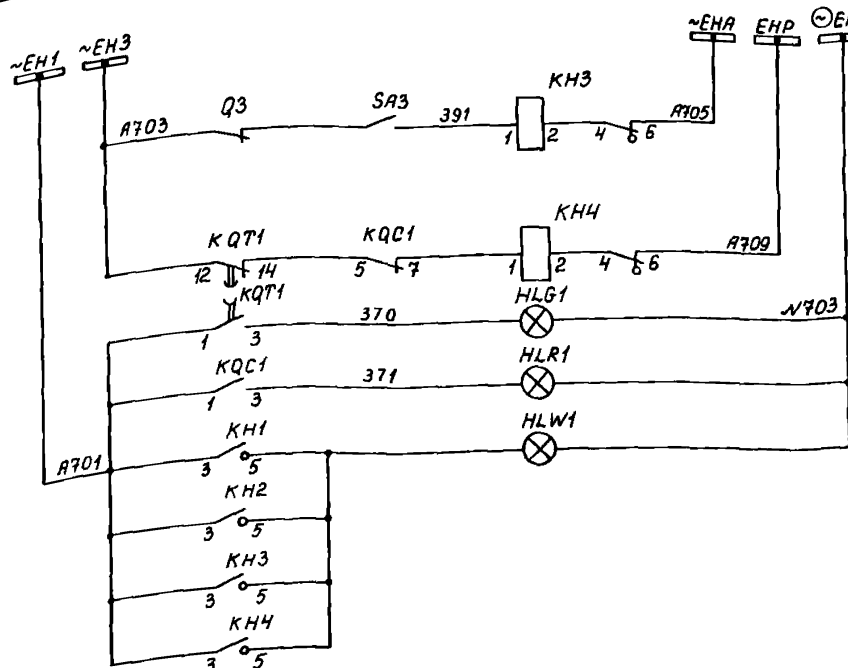 ~EH1 ~EH3 ~EHA EHP
Q3 SA3 KH3
A703 391 1 2 4 6 A705
KQT1 KQC1 KH4
12 14 5 7 1 2 4 6 A709
KQT1 HLG1
1 3 370 N703
KQC1 HLR1
1 3 371
KH1 HLW1
A701 3 5
KH2
3 5
KH3
3 5
KH4
3 5